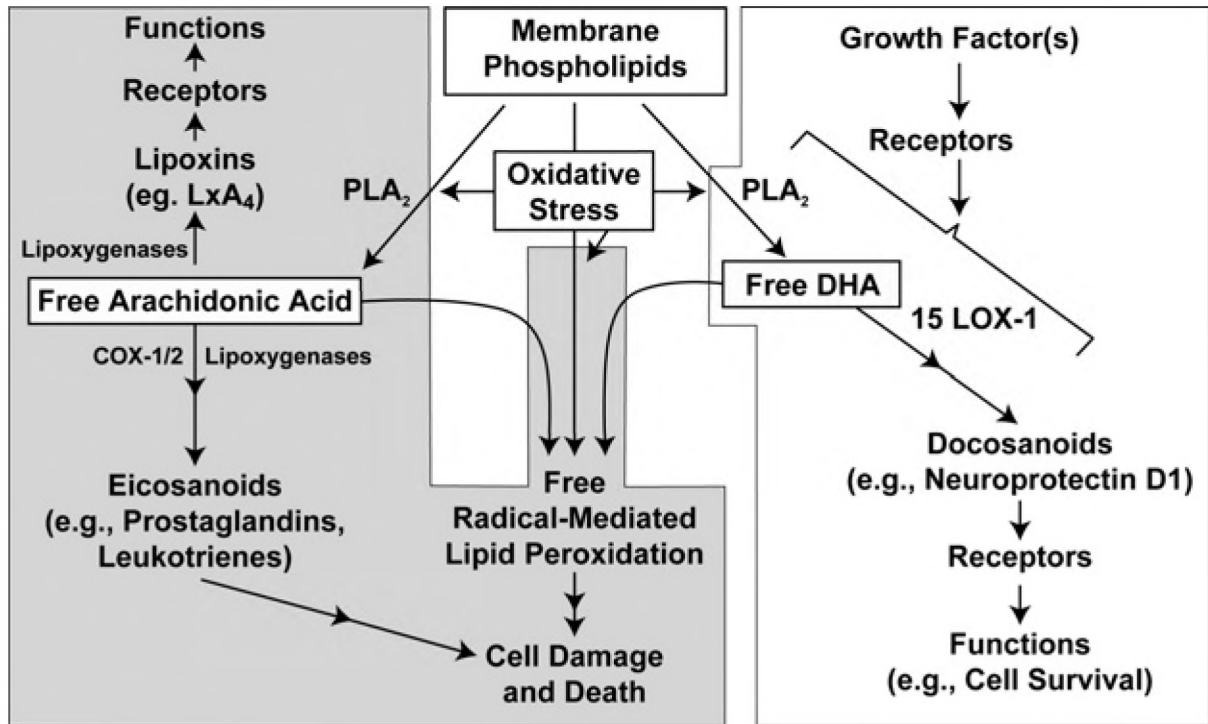 Functions
Receptors
Lipoxins
(eg. LxA₄)
Lipoxygenases
Free Arachidonic Acid
COX-1/2
Lipoxygenases
Eicosanoids
(e.g., Prostaglandins,
Leukotrienes)
Membrane
Phospholipids
PLA₂
Oxidative
Stress
PLA₂
Free
Radical-Mediated
Lipid Peroxidation
Cell Damage
and Death
Growth Factor(s)
Receptors
Free DHA
15 LOX-1
Docosanoids
(e.g., Neuroprotectin D1)
Receptors
Functions
(e.g., Cell Survival)